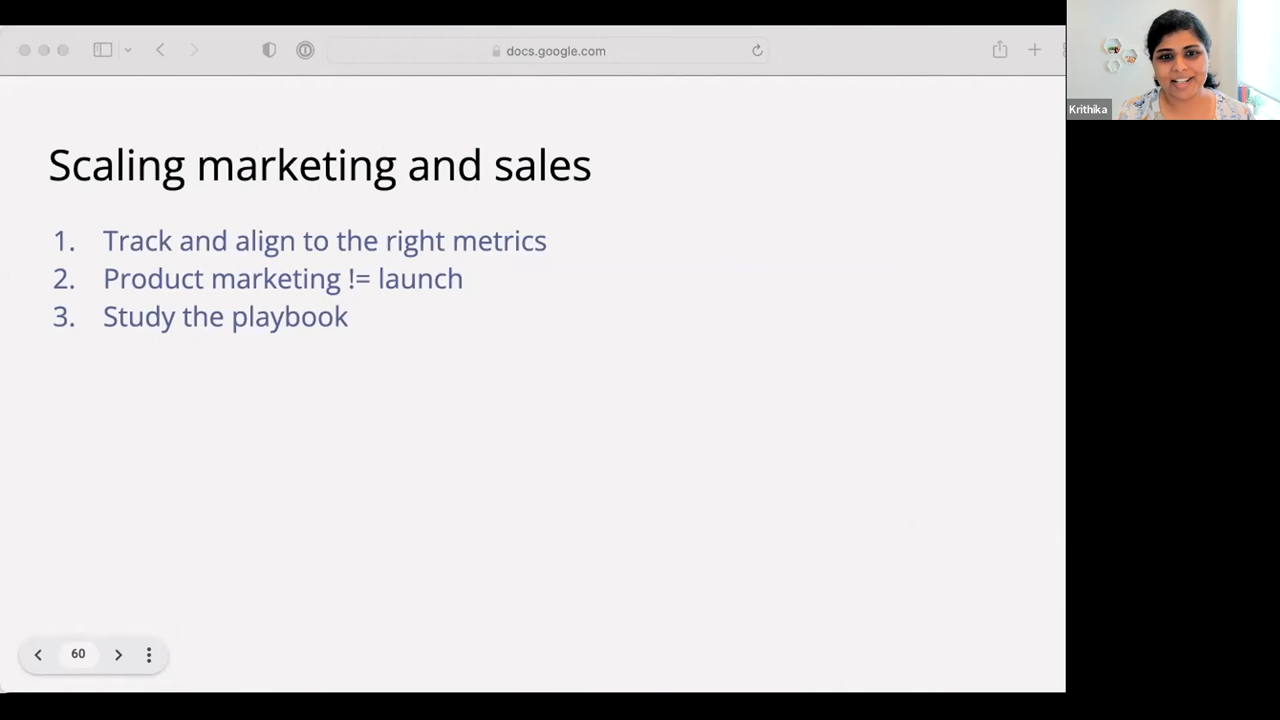 docs.google.com
Krithika
Scaling marketing and sales
1. Track and align to the right metrics
2. Product marketing != launch
3. Study the playbook
60